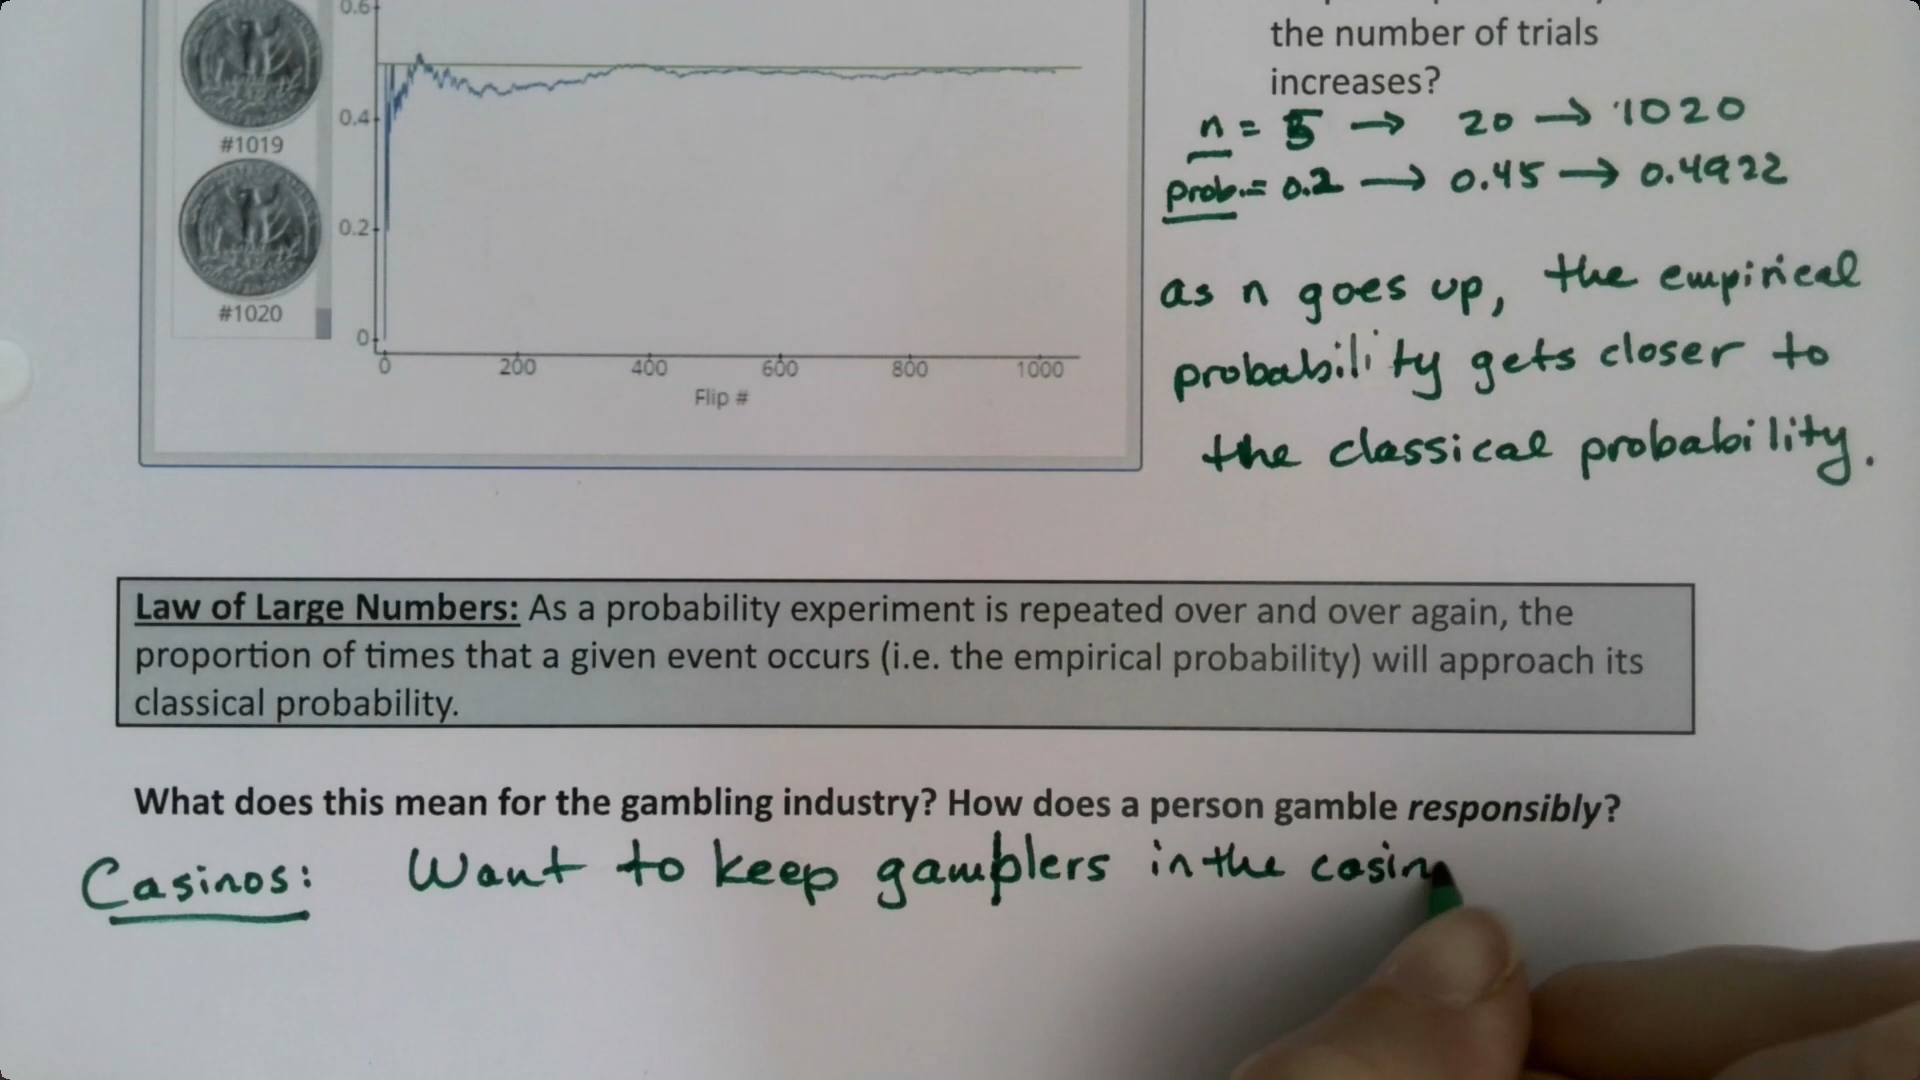 the number of trials
increases?
n = 5 → 20 → 1020
prob. = 0.2 → 0.45 → 0.4922
as n goes up, the empirical
probability gets closer to
the classical probability.
0.6
0.4
0.2
0
0 200 400 600 800 1000
Flip #
#1019
#1020
Law of Large Numbers: As a probability experiment is repeated over and over again, the
proportion of times that a given event occurs (i.e. the empirical probability) will approach its
classical probability.
What does this mean for the gambling industry? How does a person gamble responsibly?
Casinos: Want to keep gamblers in the casin